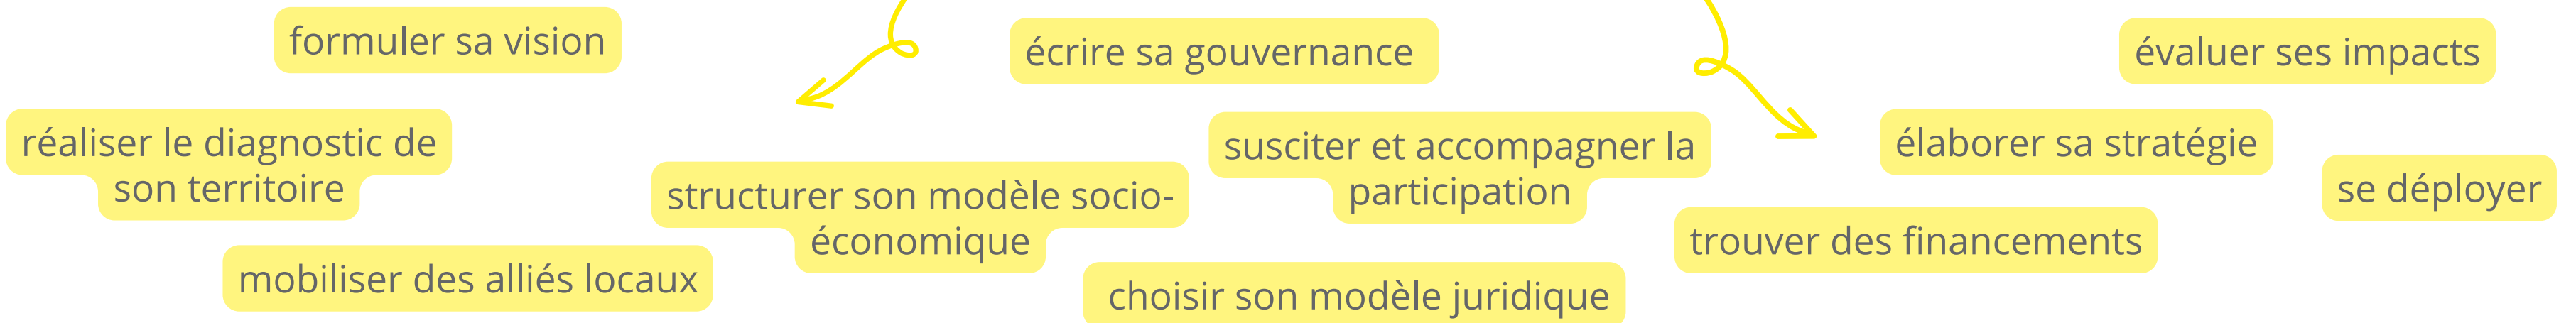 formuler sa vision
réaliser le diagnostic de
son territoire
mobiliser des alliés locaux
écrire sa gouvernance
structurer son modèle socio-
économique
susciter et accompagner la
participation
choisir son modèle juridique
évaluer ses impacts
élaborer sa stratégie
se déployer
trouver des financements